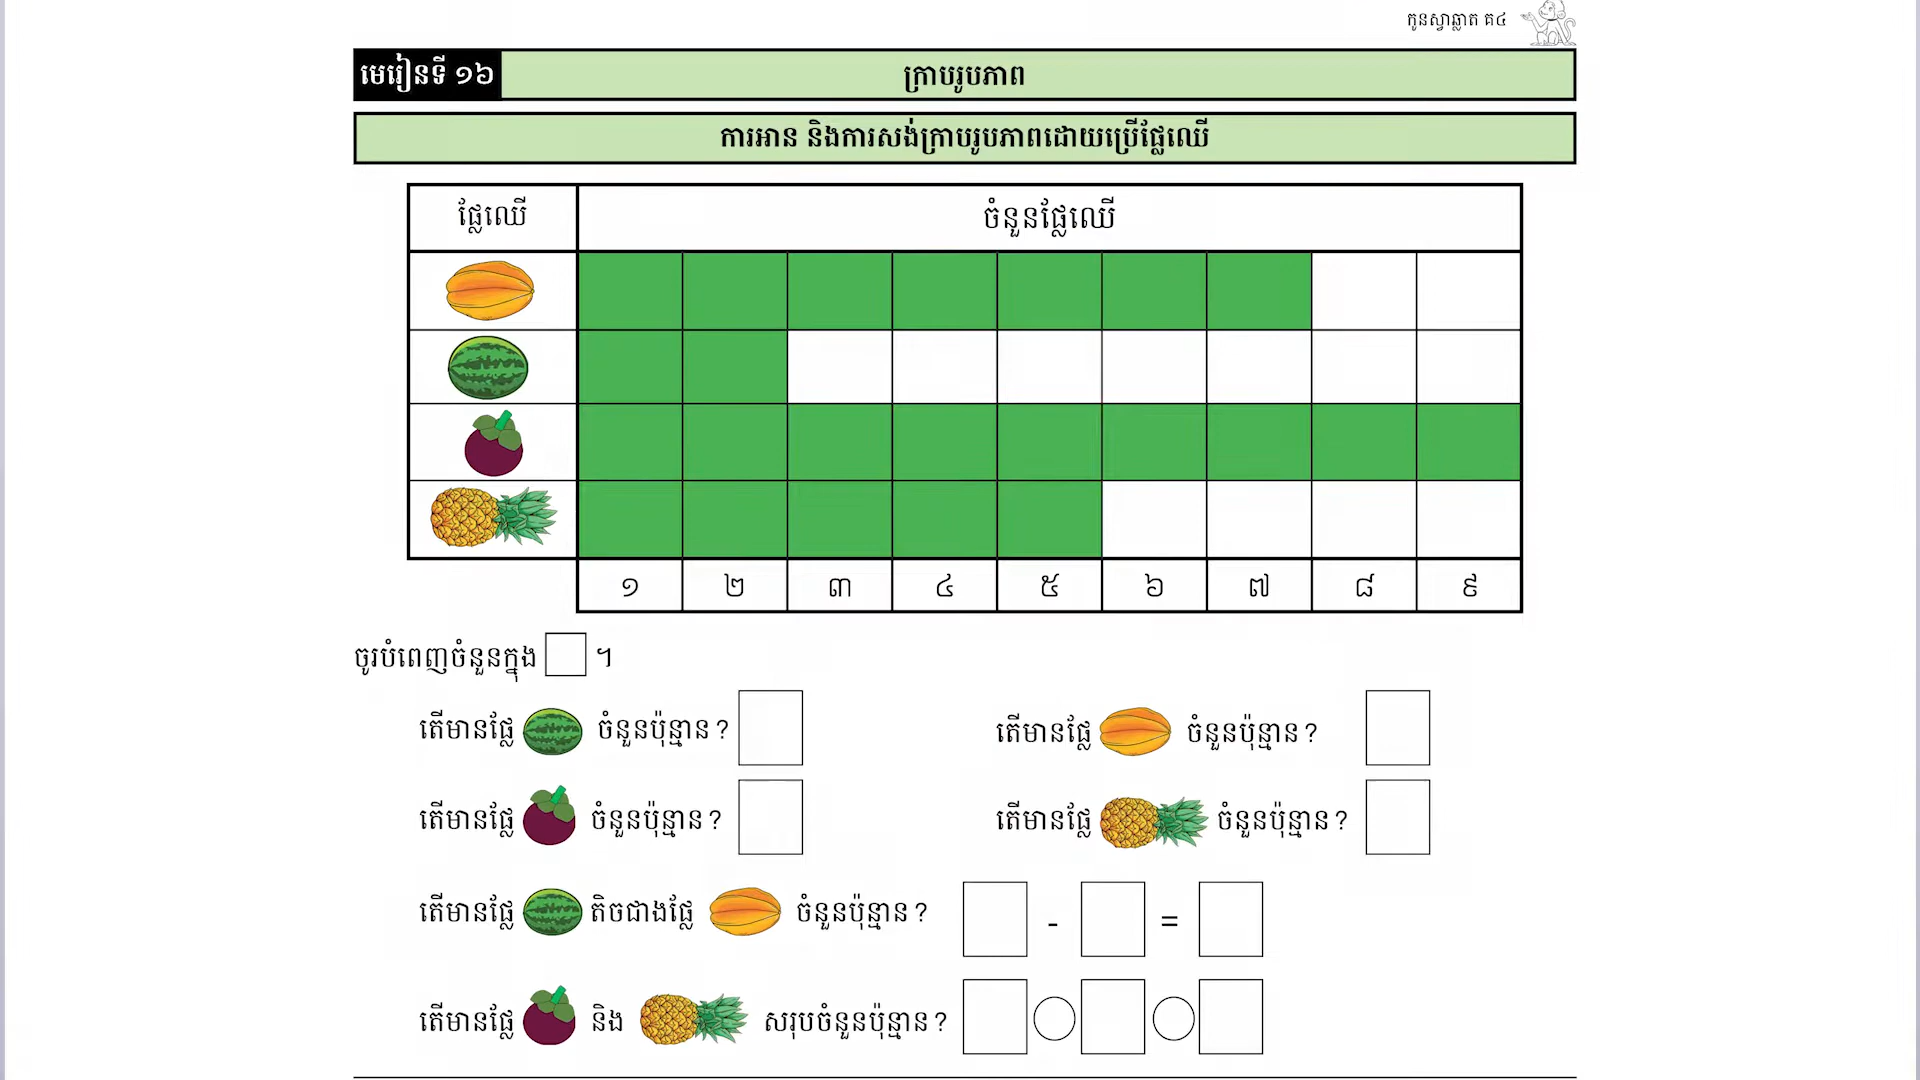 កូនស្វាឆ្លាត គ៤
មេរៀនទី ១៦
ក្រាបរូបភាព
ការអាន និងការសង់ក្រាបរូបភាពដោយប្រើផ្លែឈើ
ផ្លែឈើ ចំនួនផ្លែឈើ
១ ២ ៣ ៤ ៥ ៦ ៧ ៨ ៩
ចូរបំពេញចំនួនក្នុង ។
តើមានផ្លែ ចំនួនប៉ុន្មាន ?
តើមានផ្លែ ចំនួនប៉ុន្មាន ?
តើមានផ្លែ ចំនួនប៉ុន្មាន ?
តើមានផ្លែ ចំនួនប៉ុន្មាន ?
តើមានផ្លែ តិចជាងផ្លែ ចំនួនប៉ុន្មាន ? - =
តើមានផ្លែ និង សរុបចំនួនប៉ុន្មាន ?